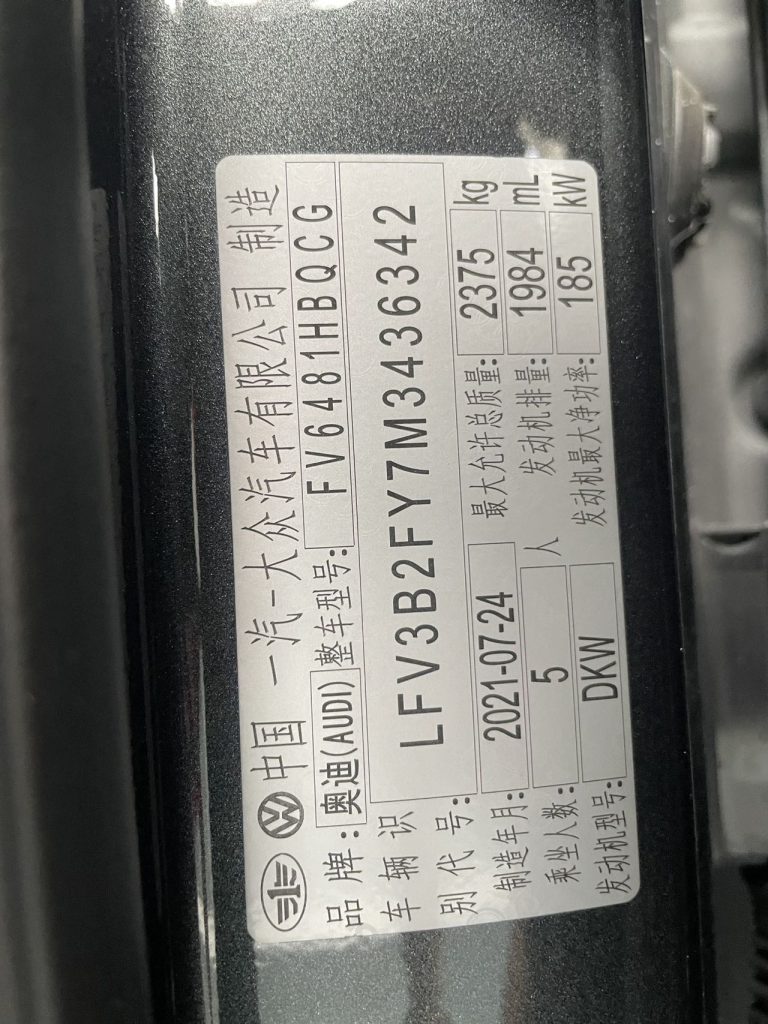 中国 一汽-大众汽车有限公司 制造
品牌:奥迪(AUDI) 整车型号: FV6481HBQCG
车辆识别代号: LFV3B2FY7M3436342
制造年月: 2021-07-24 最大允许总质量: 2375 kg
乘坐人数: 5 人 发动机排量: 1984 mL
发动机型号: DKW 发动机最大净功率: 185 kW